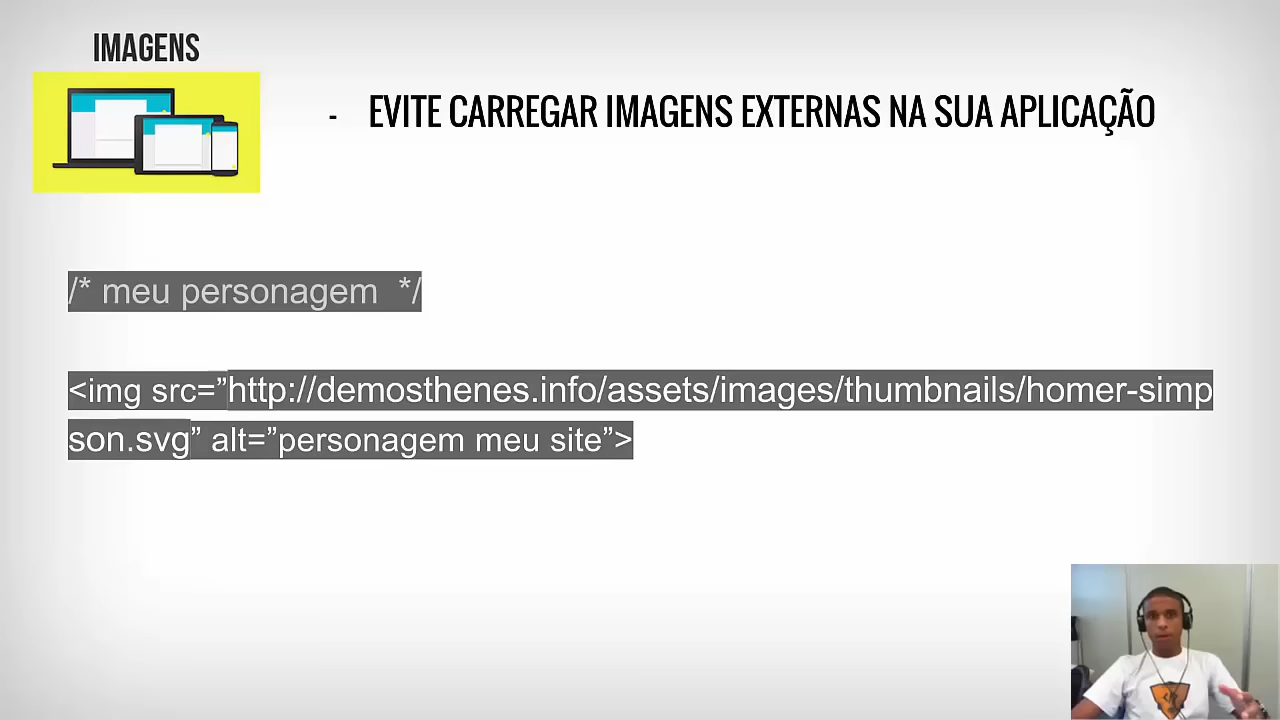 IMAGENS
- EVITE CARREGAR IMAGENS EXTERNAS NA SUA APLICAÇÃO
/* meu personagem */
<img src=”http://demosthenes.info/assets/images/thumbnails/homer-simp
son.svg” alt=”personagem meu site”>